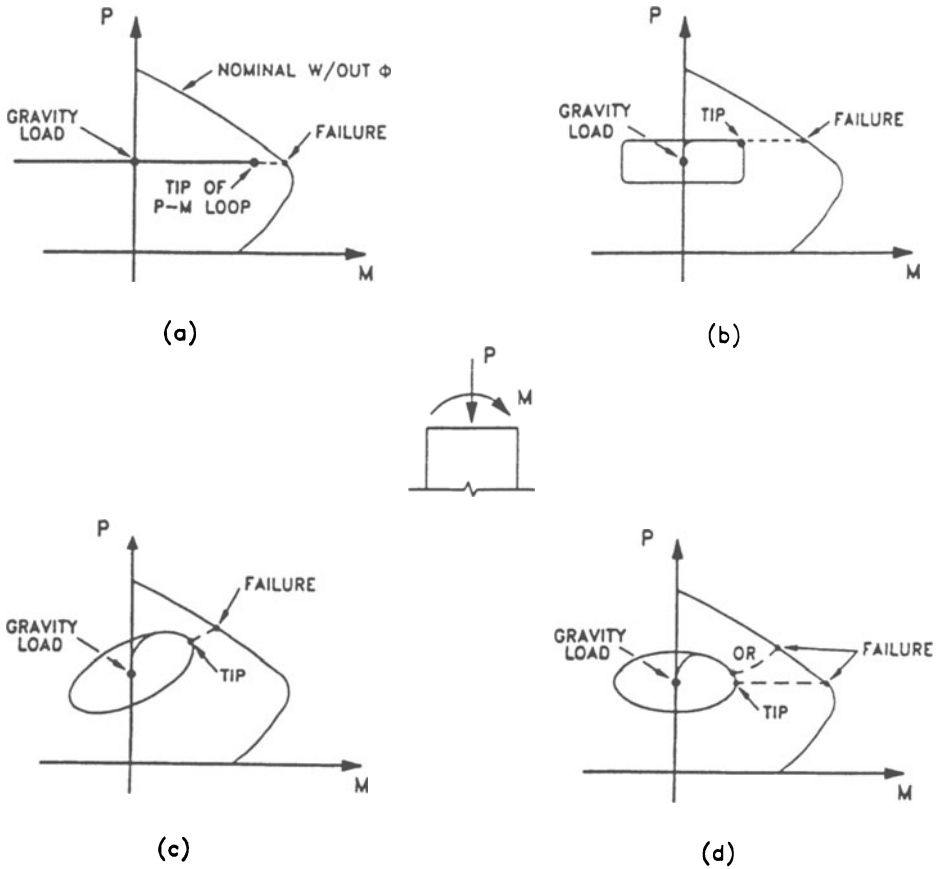 P
NOMINAL W/OUT Φ
GRAVITY
LOAD
FAILURE
TIP OF
P-M LOOP
M
(a)
P
GRAVITY
LOAD
TIP
FAILURE
M
(b)
P
M
P
GRAVITY
LOAD
FAILURE
TIP
M
(c)
P
GRAVITY
LOAD
OR
FAILURE
TIP
M
(d)